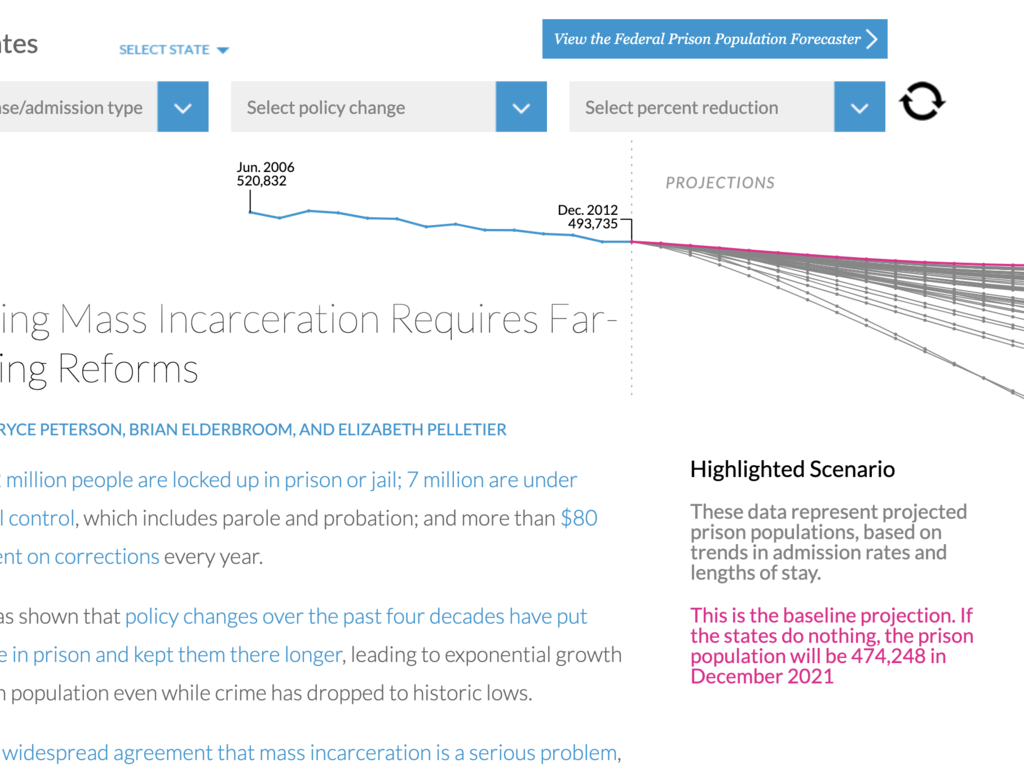 tes
SELECT STATE
View the Federal Prison Population Forecaster
se/admission type
Select policy change
Select percent reduction
Jun. 2006
520,832
Dec. 2012
493,735
PROJECTIONS
ing Mass Incarceration Requires Far-
ing Reforms
RYCE PETERSON, BRIAN ELDERBROOM, AND ELIZABETH PELLETIER
million people are locked up in prison or jail; 7 million are under
l control, which includes parole and probation; and more than $80
ent on corrections every year.
as shown that policy changes over the past four decades have put
e in prison and kept them there longer, leading to exponential growth
n population even while crime has dropped to historic lows.
widespread agreement that mass incarceration is a serious problem,
Highlighted Scenario
These data represent projected
prison populations, based on
trends in admission rates and
lengths of stay.
This is the baseline projection. If
the states do nothing, the prison
population will be 474,248 in
December 2021